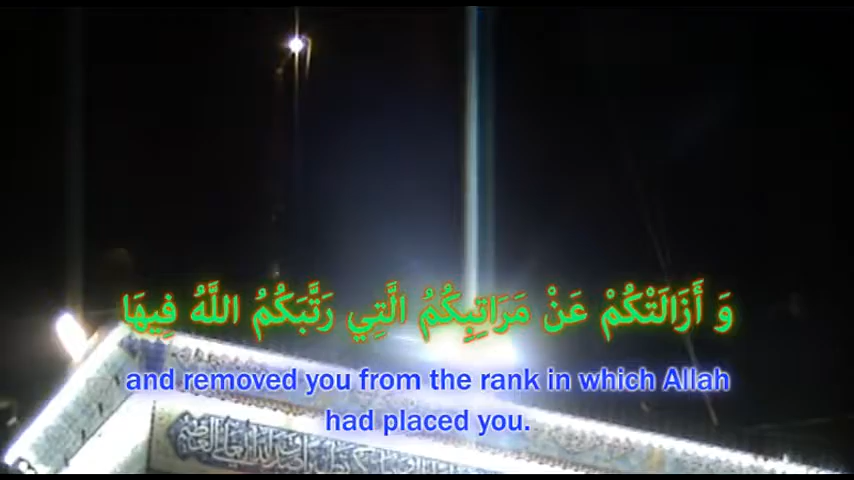 وَ أَزَالَتْكُمْ عَنْ مَرَاتِبِكُمُ الَّتِي رَتَّبَكُمُ اللَّهُ فِيهَا
and removed you from the rank in which Allah
had placed you.